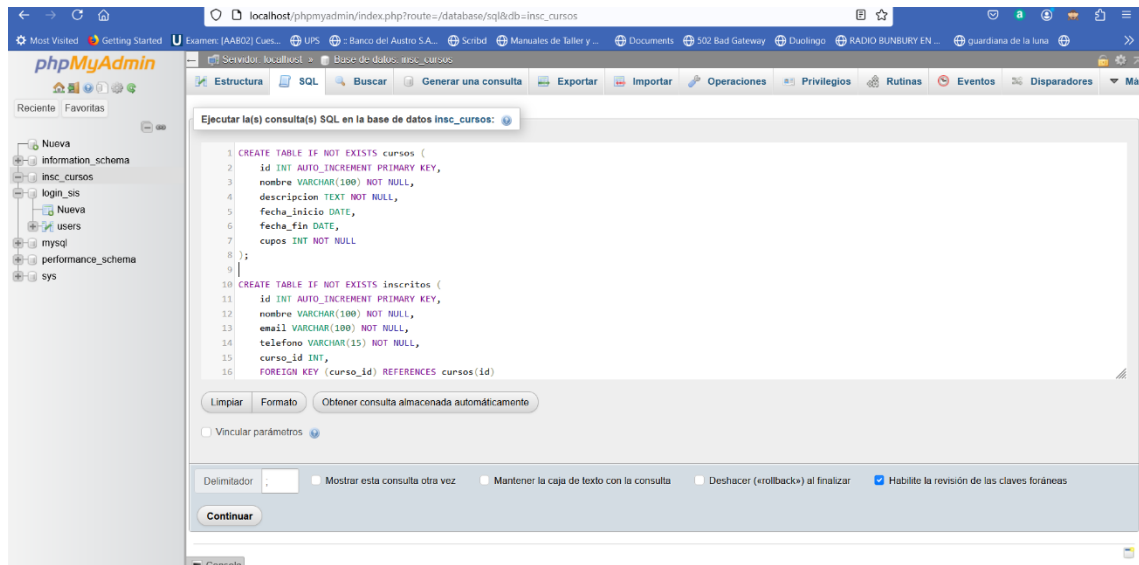 localhost/phpmyadmin/index.php?route=/database/sql&db=insc_cursos
Most Visited Getting Started Examen: [AAB02] Cues... UPS :: Banco del Austro S.A... Scribd Manuales de Taller y ... Documents 502 Bad Gateway Duolingo RADIO BUNBURY EN ... guardiana de la luna
phpMyAdmin
Reciente Favoritas
Nueva
information_schema
insc_cursos
login_sis
Nueva
users
mysql
performance_schema
sys
Servidor: localhost » Base de datos: insc_cursos
Estructura SQL Buscar Generar una consulta Exportar Importar Operaciones Privilegios Rutinas Eventos Disparadores Má
Ejecutar la(s) consulta(s) SQL en la base de datos insc_cursos:
1 CREATE TABLE IF NOT EXISTS cursos (
2 id INT AUTO_INCREMENT PRIMARY KEY,
3 nombre VARCHAR(100) NOT NULL,
4 descripcion TEXT NOT NULL,
5 fecha_inicio DATE,
6 fecha_fin DATE,
7 cupos INT NOT NULL
8 );
9
10 CREATE TABLE IF NOT EXISTS inscritos (
11 id INT AUTO_INCREMENT PRIMARY KEY,
12 nombre VARCHAR(100) NOT NULL,
13 email VARCHAR(100) NOT NULL,
14 telefono VARCHAR(15) NOT NULL,
15 curso_id INT,
16 FOREIGN KEY (curso_id) REFERENCES cursos(id)
Limpiar Formato Obtener consulta almacenada automáticamente
Vincular parámetros
Delimitador ; Mostrar esta consulta otra vez Mantener la caja de texto con la consulta Deshacer («rollback») al finalizar Habilite la revisión de las claves foráneas
Continuar
Consola